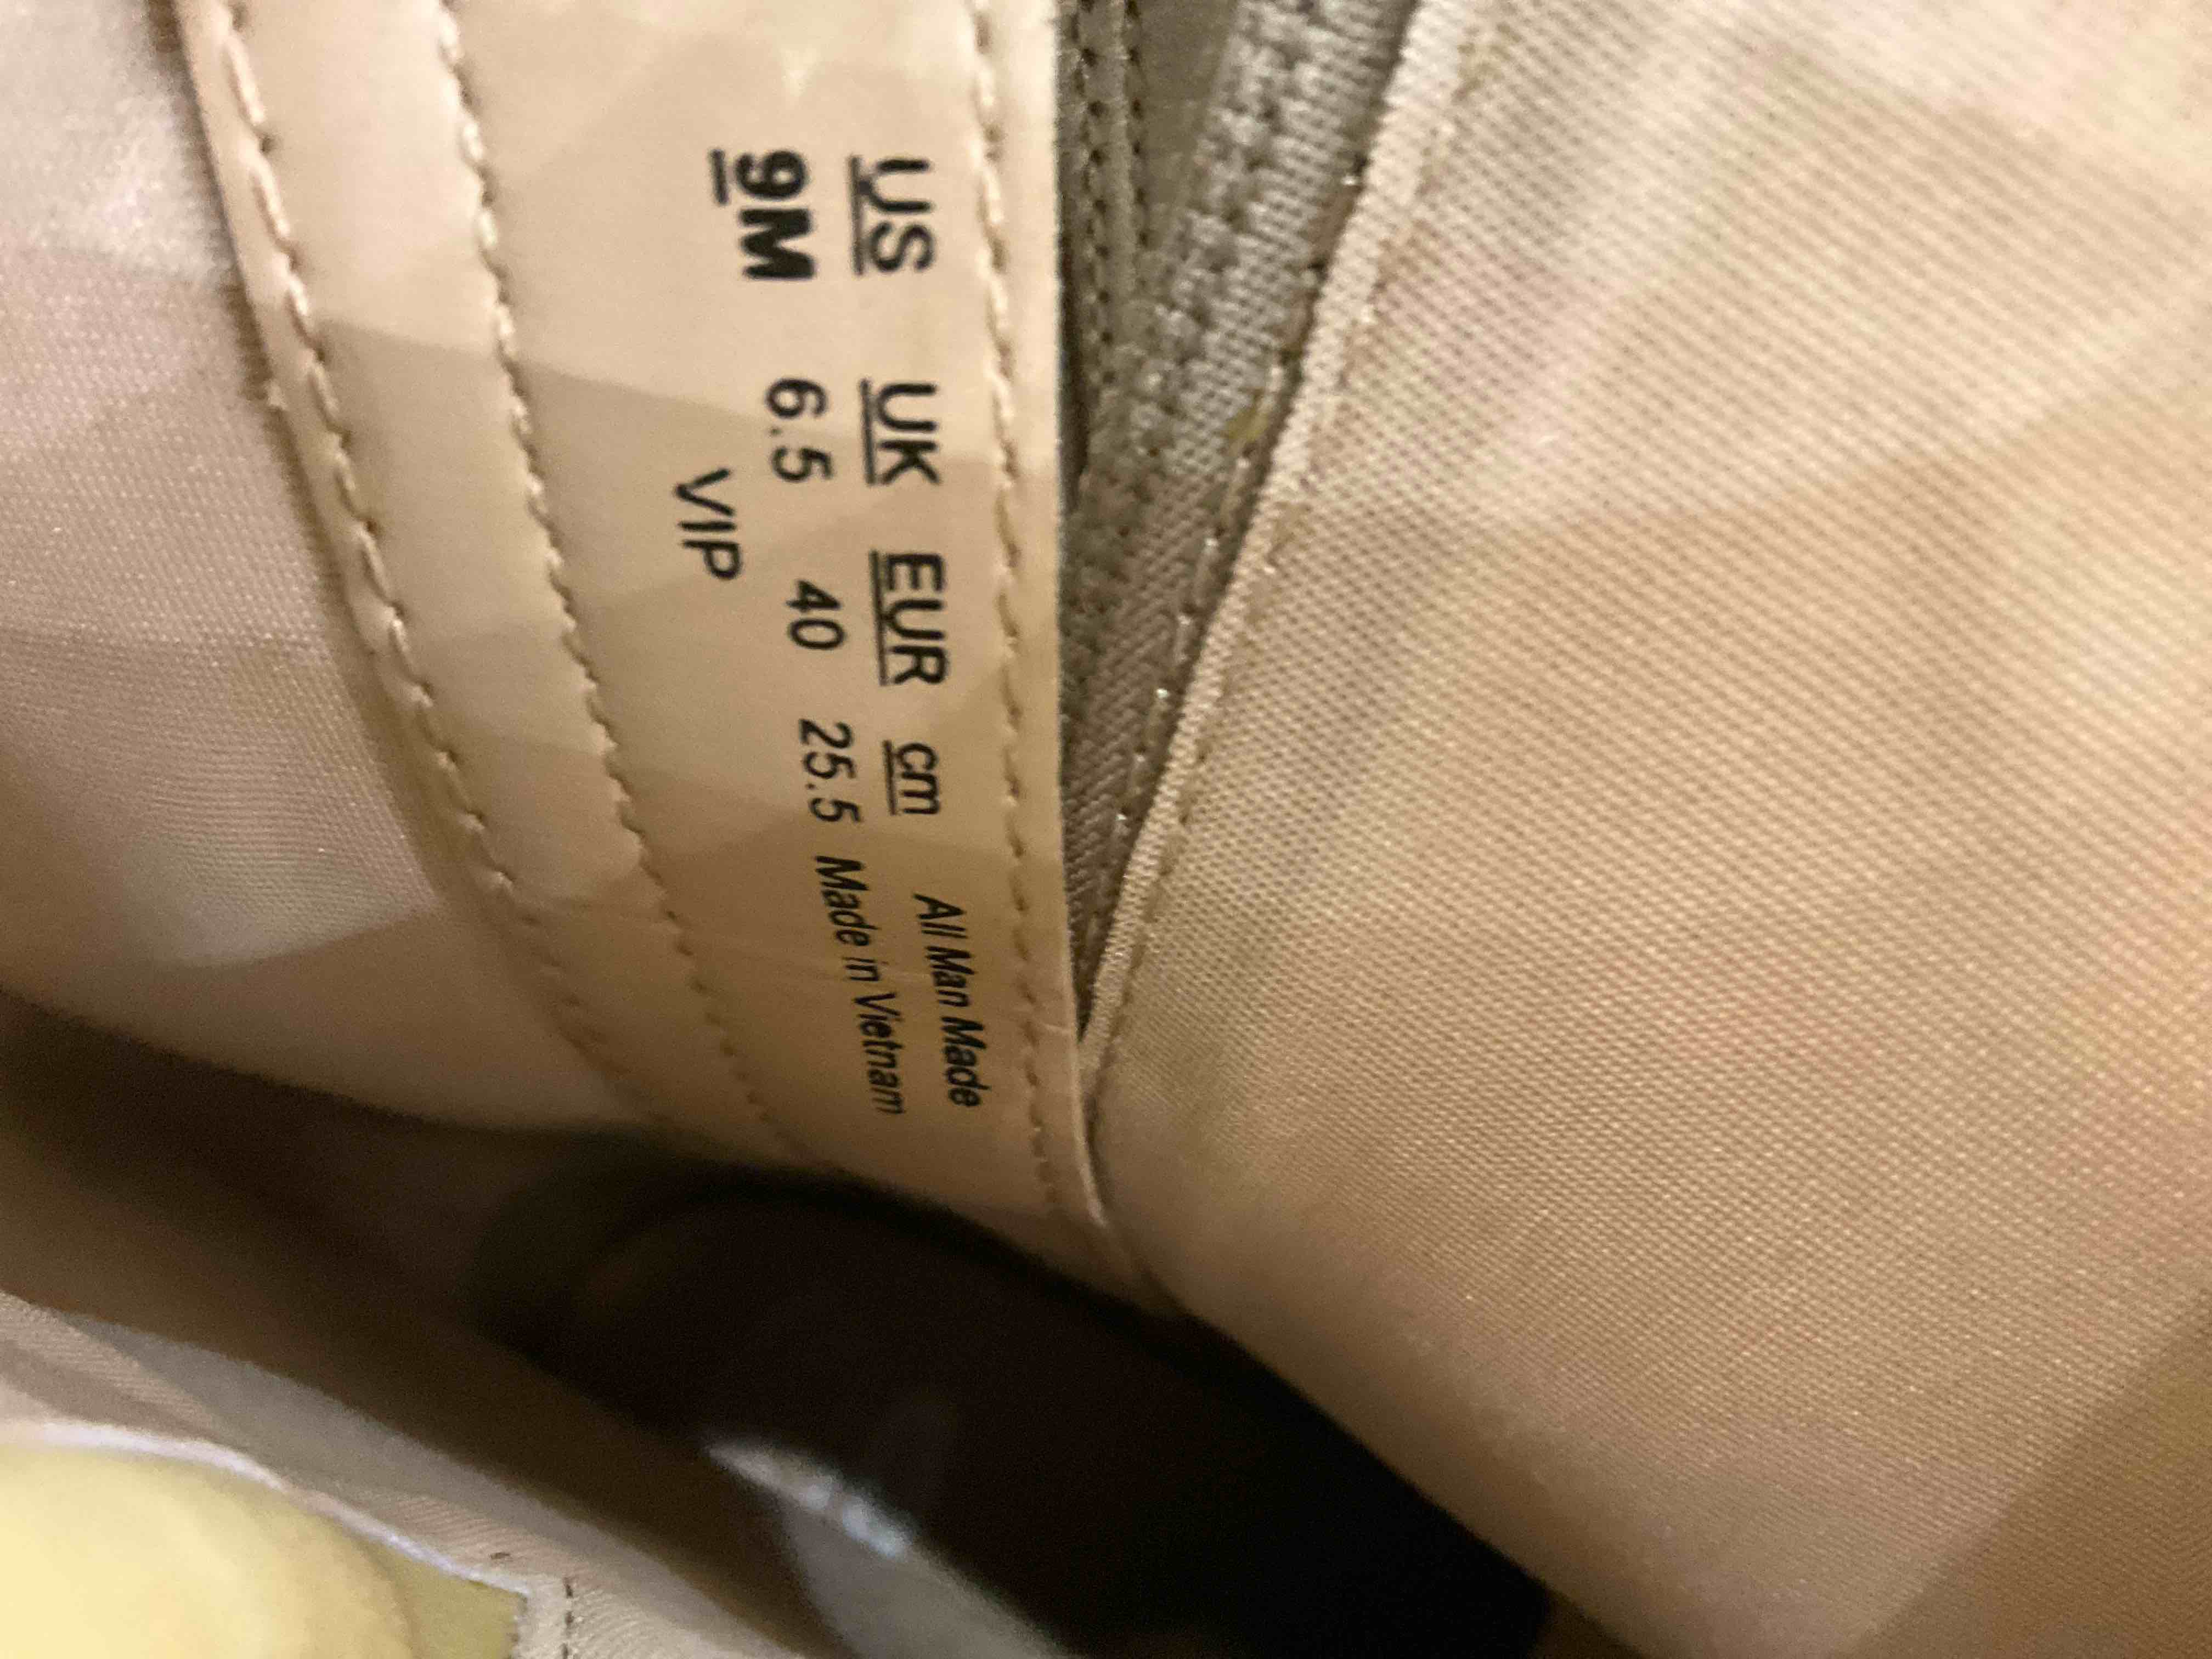 US UK EUR cm All Man Made
9M 6.5 40 25.5 Made in Vietnam
VIP